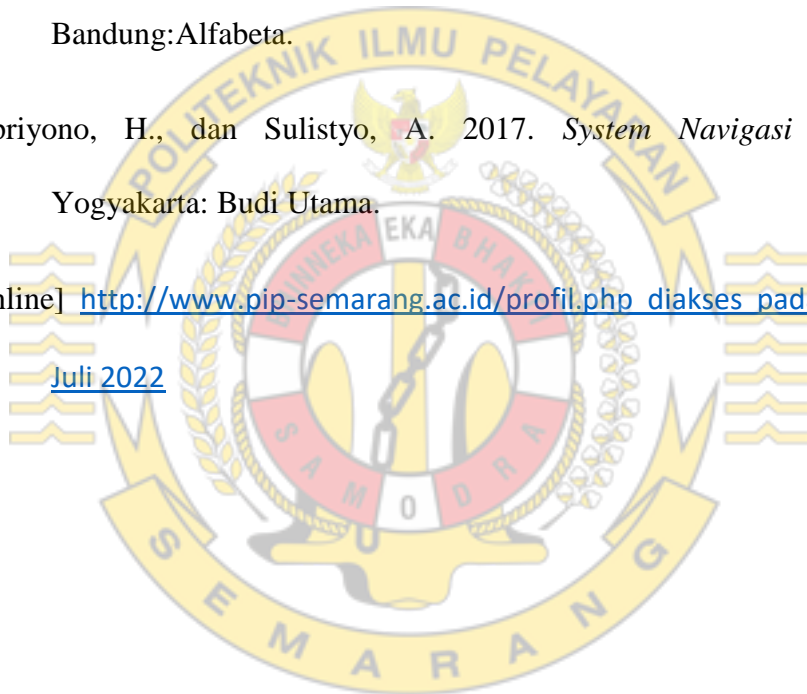 Bandung:Alfabeta.
priyono, H., dan Sulistyo, A. 2017. System Navigasi
Yogyakarta: Budi Utama.
nline] http://www.pip-semarang.ac.id/profil.php diakses pad
Juli 2022
POLITEKNIK ILMU PELAYARAN
BHINNEKA EKA BHAKTI
SAMODRA
SEMARANG